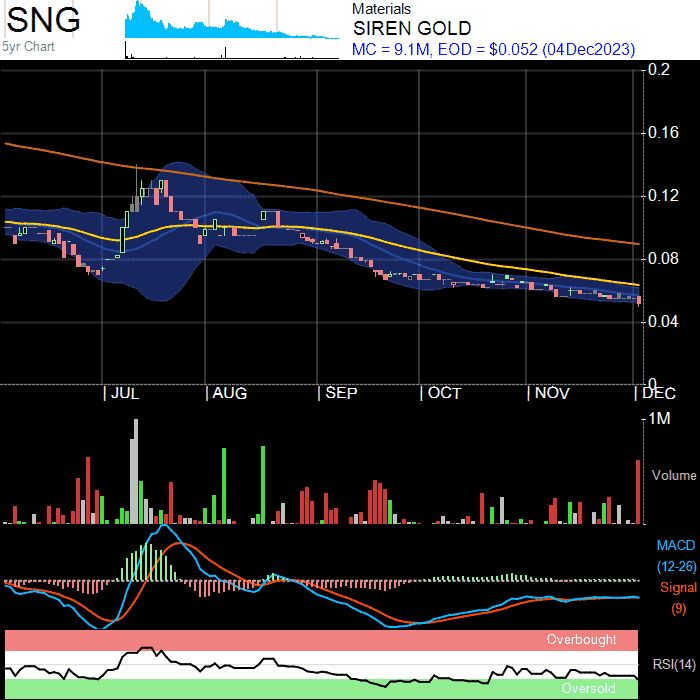 SNG
5yr Chart
Materials
SIREN GOLD
MC = 9.1M, EOD = $0.052 (04Dec2023)
0.2
0.16
0.12
0.08
0.04
0
JUL AUG SEP OCT NOV DEC
1M
Volume
MACD
(12-26)
Signal
(9)
Overbought
RSI(14)
Oversold